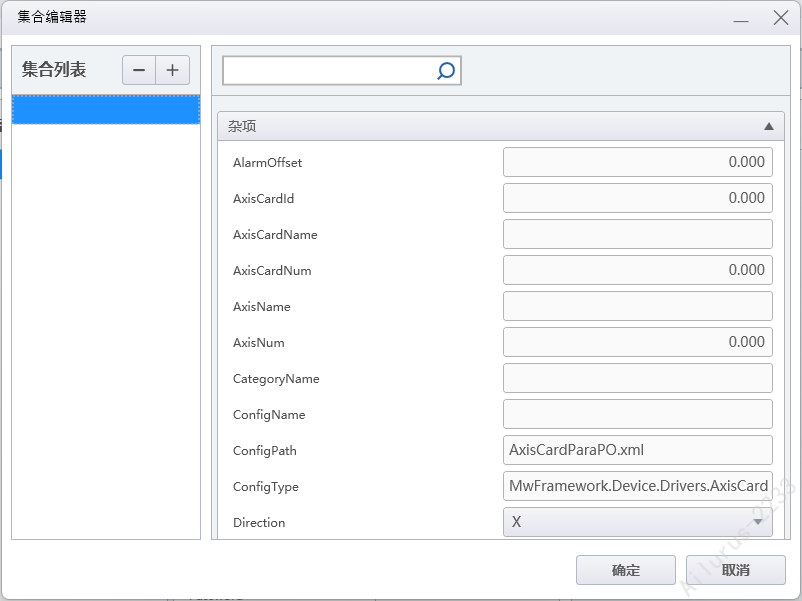 集合编辑器
集合列表
杂项
AlarmOffset 0.000
AxisCardId 0.000
AxisCardName
AxisCardNum 0.000
AxisName
AxisNum 0.000
CategoryName
ConfigName
ConfigPath AxisCardParaPO.xml
ConfigType MwFramework.Device.Drivers.AxisCard
Direction X
确定 取消
Ailurus-2233